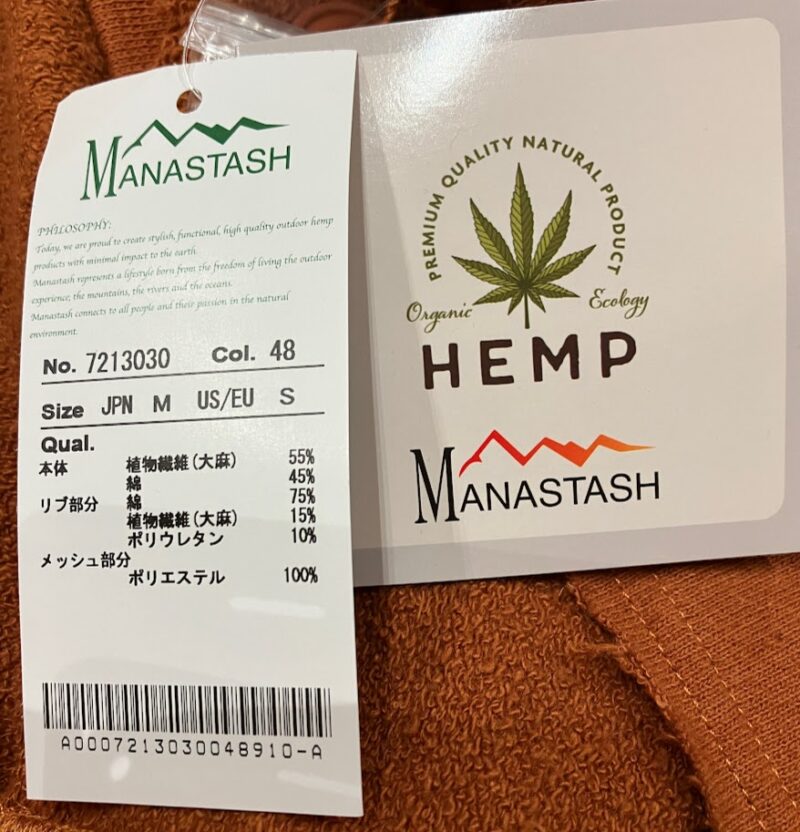 MANASTASH
PHILOSOPHY:
Today, we are proud to create stylish, functional, high quality outdoor hemp
products with minimal impact to the earth.
Manastash represents a lifestyle born from the freedom of living the outdoor
experience, the mountains, the rivers and the oceans.
Manastash connects to all people and their passion in the natural
environment.
No. 7213030 Col. 48
Size JPN M US/EU S
Qual.
本体 植物繊維(大麻) 55%
綿 45%
リブ部分 綿 75%
植物繊維(大麻) 15%
ポリウレタン 10%
メッシュ部分
ポリエステル 100%
A0007213030048910-A
PREMIUM QUALITY NATURAL PRODUCT
Organic Ecology
HEMP
MANASTASH